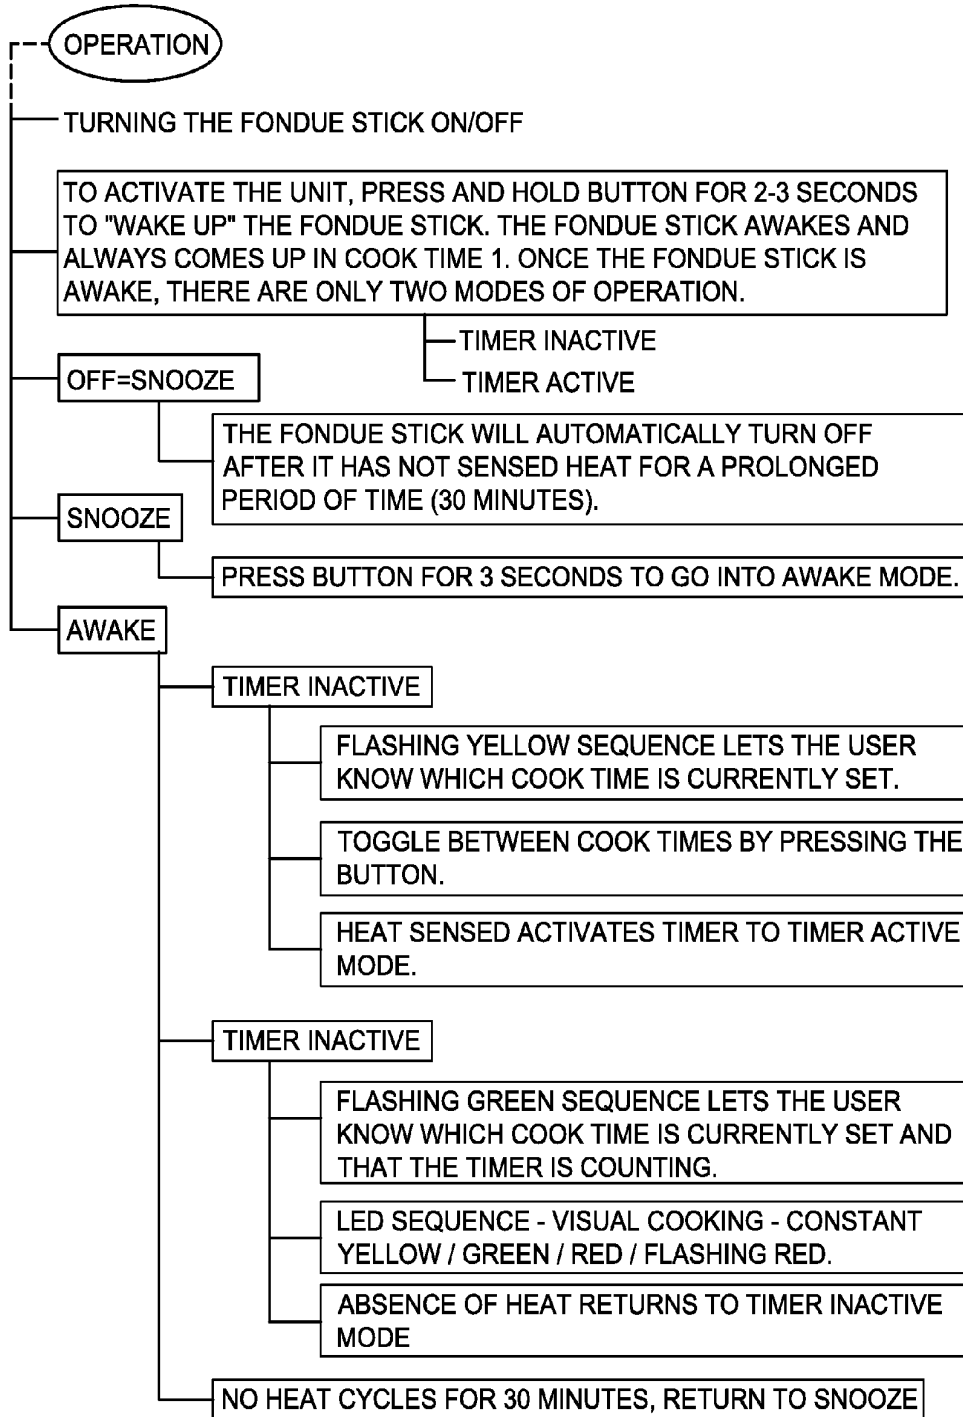 OPERATION
TURNING THE FONDUE STICK ON/OFF
TO ACTIVATE THE UNIT, PRESS AND HOLD BUTTON FOR 2-3 SECONDS
TO "WAKE UP" THE FONDUE STICK. THE FONDUE STICK AWAKES AND
ALWAYS COMES UP IN COOK TIME 1. ONCE THE FONDUE STICK IS
AWAKE, THERE ARE ONLY TWO MODES OF OPERATION.
TIMER INACTIVE
TIMER ACTIVE
OFF=SNOOZE
THE FONDUE STICK WILL AUTOMATICALLY TURN OFF
AFTER IT HAS NOT SENSED HEAT FOR A PROLONGED
PERIOD OF TIME (30 MINUTES).
SNOOZE
PRESS BUTTON FOR 3 SECONDS TO GO INTO AWAKE MODE.
AWAKE
TIMER INACTIVE
FLASHING YELLOW SEQUENCE LETS THE USER
KNOW WHICH COOK TIME IS CURRENTLY SET.
TOGGLE BETWEEN COOK TIMES BY PRESSING THE
BUTTON.
HEAT SENSED ACTIVATES TIMER TO TIMER ACTIVE
MODE.
TIMER INACTIVE
FLASHING GREEN SEQUENCE LETS THE USER
KNOW WHICH COOK TIME IS CURRENTLY SET AND
THAT THE TIMER IS COUNTING.
LED SEQUENCE - VISUAL COOKING - CONSTANT
YELLOW / GREEN / RED / FLASHING RED.
ABSENCE OF HEAT RETURNS TO TIMER INACTIVE
MODE
NO HEAT CYCLES FOR 30 MINUTES, RETURN TO SNOOZE